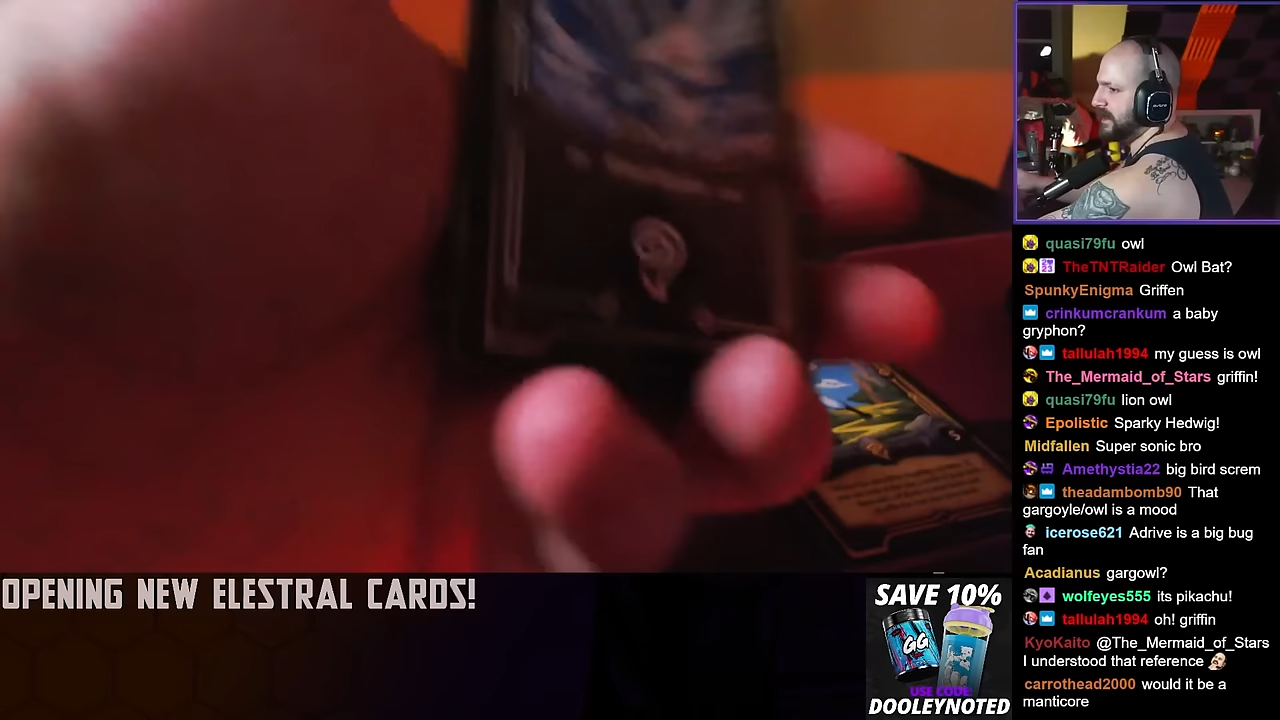 quasi79fu owl
TheTNTRaider Owl Bat?
SpunkyEnigma Griffen
crinkumcrankum a baby
gryphon?
tallulah1994 my guess is owl
The_Mermaid_of_Stars griffin!
quasi79fu lion owl
Epolistic Sparky Hedwig!
Midfallen Super sonic bro
Amethystia22 big bird screm
theadambomb90 That
gargoyle/owl is a mood
icerose621 Adrive is a big bug
fan
Acadianus gargowl?
wolfeyes555 its pikachu!
tallulah1994 oh! griffin
KyoKaito @The_Mermaid_of_Stars
I understood that reference
carrothead2000 would it be a
manticore
OPENING NEW ELESTRAL CARDS!
SAVE 10%
GG
USE CODE:
DOOLEYNOTED